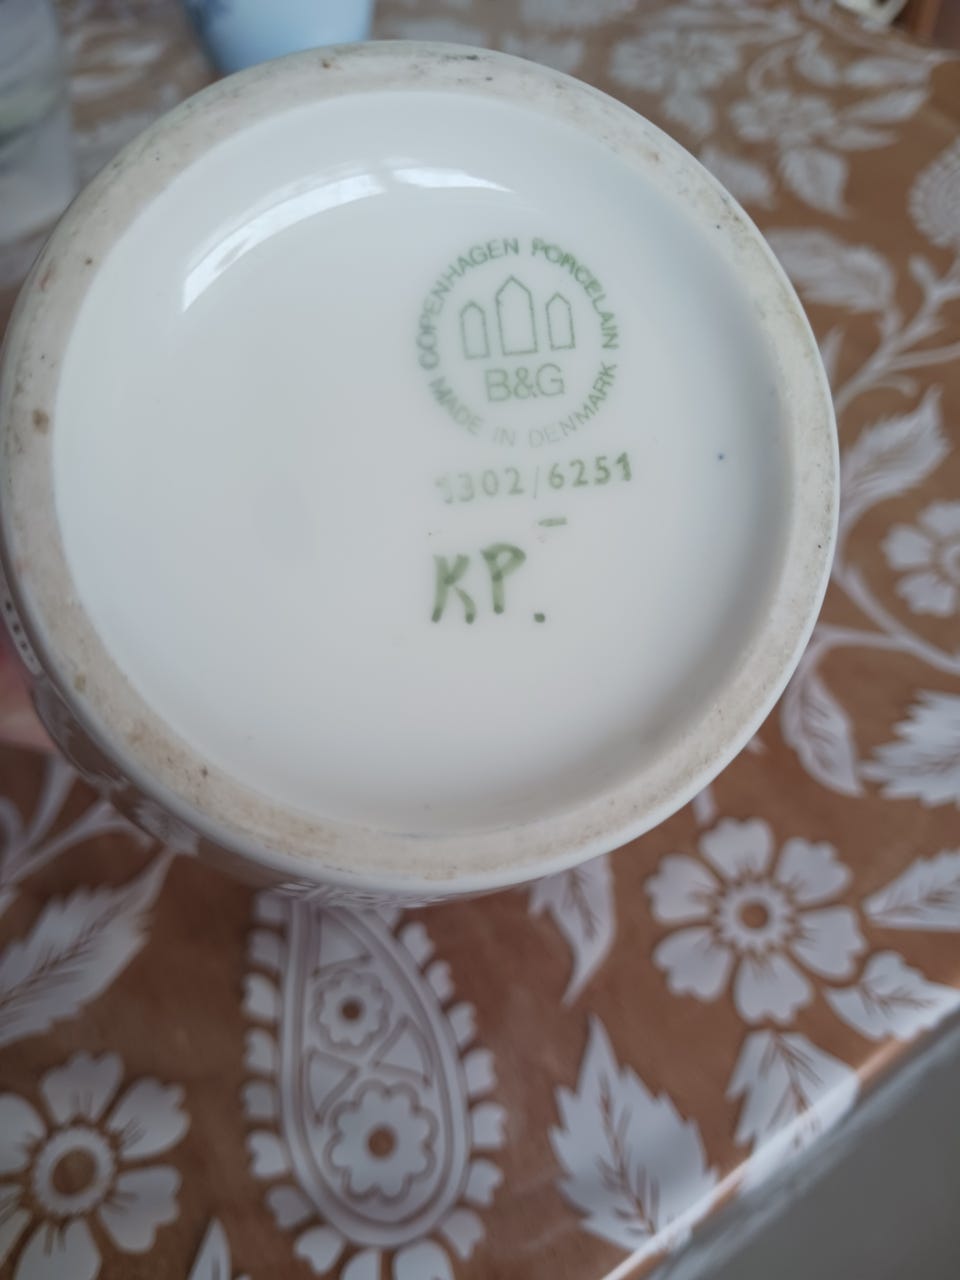 COPENHAGEN PORCELAIN
B&G
MADE IN DENMARK
1302/6251
KP.